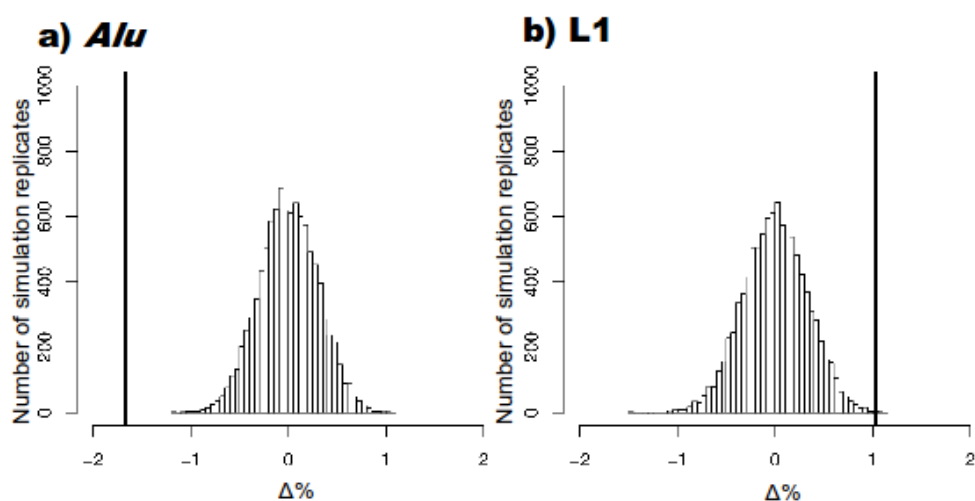 a) Alu
Number of simulation replicates
0 200 400 600 800 1000
−2 −1 0 1 2
Δ%
b) L1
Number of simulation replicates
0 200 400 600 800 1000
−2 −1 0 1 2
Δ%